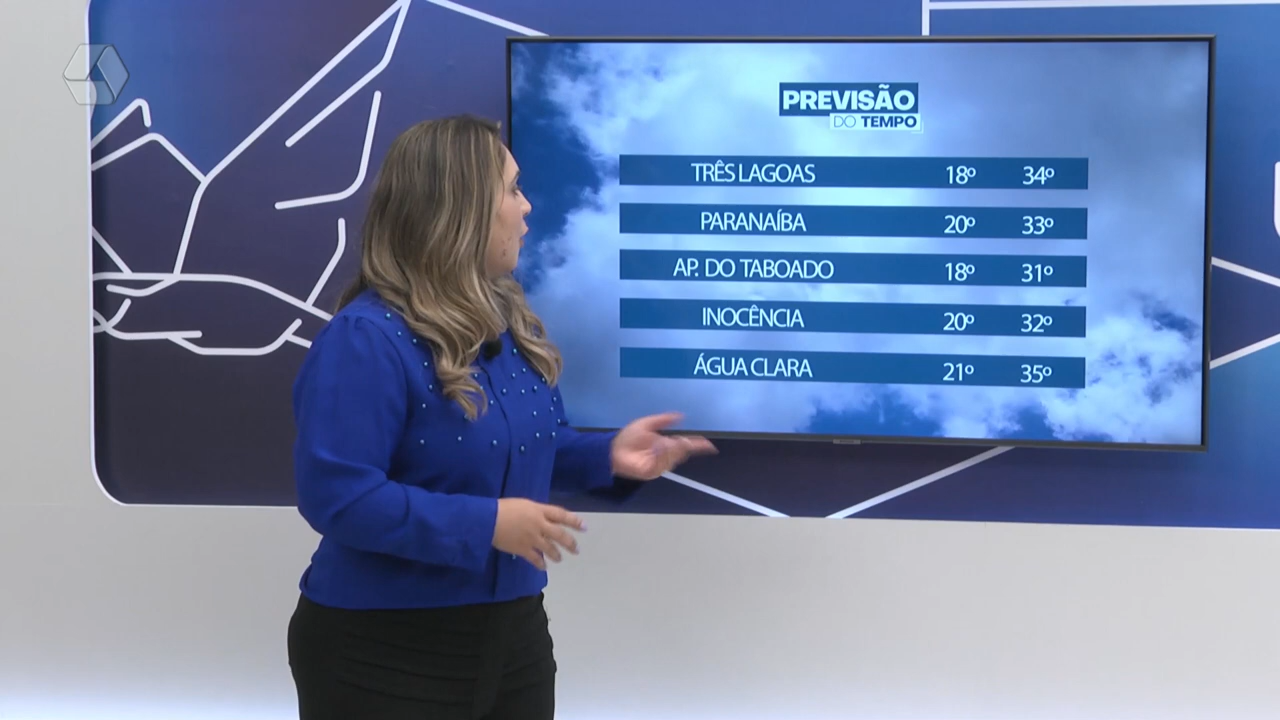 PREVISÃO
DO TEMPO
TRÊS LAGOAS 18º 34º
PARANAÍBA 20º 33º
AP. DO TABOADO 18º 31º
INOCÊNCIA 20º 32º
ÁGUA CLARA 21º 35º